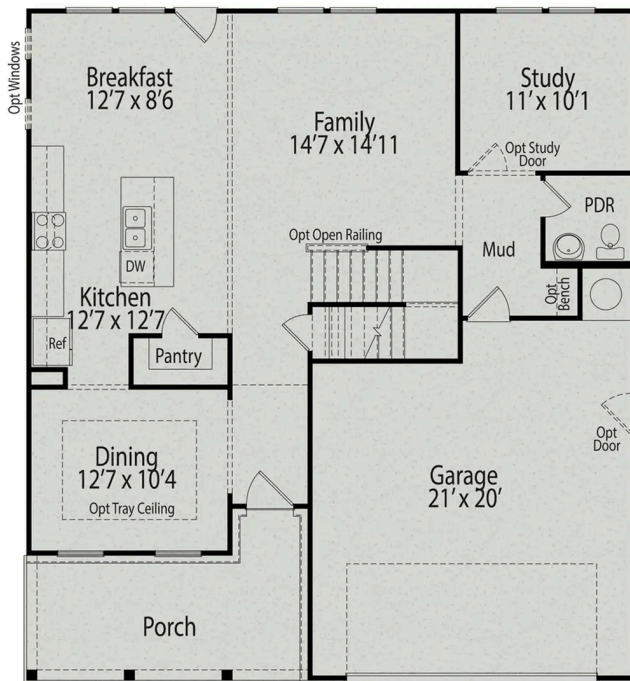 Opt Windows
Breakfast
12'7 x 8'6
Family
14'7 x 14'11
Study
11' x 10'1
Opt Study
Door
PDR
Opt Open Railing
Mud
DW
Opt
Bench
Kitchen
12'7 x 12'7
Ref
Pantry
Opt
Door
Dining
12'7 x 10'4
Opt Tray Ceiling
Garage
21' x 20'
Porch